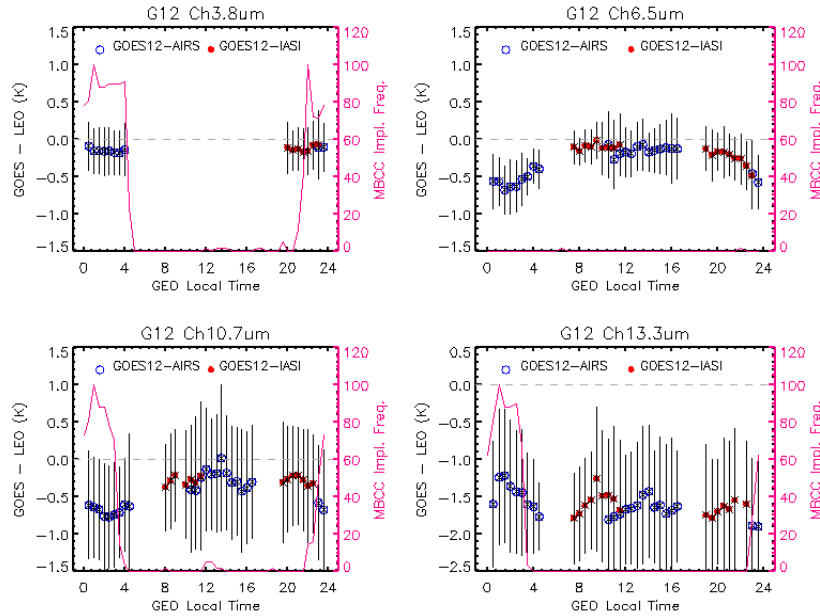 G12 Ch3.8um
GOES12-AIRS GOES12-IASI
GOES - LEO (K)
1.5
1.0
0.5
0.0
-0.5
-1.0
-1.5
120
100
80
60
40
20
0
MBCC Impl. Freq.
0 4 8 12 16 20 24
GEO Local Time
G12 Ch6.5um
GOES12-AIRS GOES12-IASI
GOES - LEO (K)
1.5
1.0
0.5
0.0
-0.5
-1.0
-1.5
120
100
80
60
40
20
0
MBCC Impl. Freq.
0 4 8 12 16 20 24
GEO Local Time
G12 Ch10.7um
GOES12-AIRS GOES12-IASI
GOES - LEO (K)
1.5
1.0
0.5
0.0
-0.5
-1.0
-1.5
120
100
80
60
40
20
0
MBCC Impl. Freq.
0 4 8 12 16 20 24
GEO Local Time
G12 Ch13.3um
GOES12-AIRS GOES12-IASI
GOES - LEO (K)
0.5
0.0
-0.5
-1.0
-1.5
-2.0
-2.5
120
100
80
60
40
20
0
MBCC Impl. Freq.
0 4 8 12 16 20 24
GEO Local Time